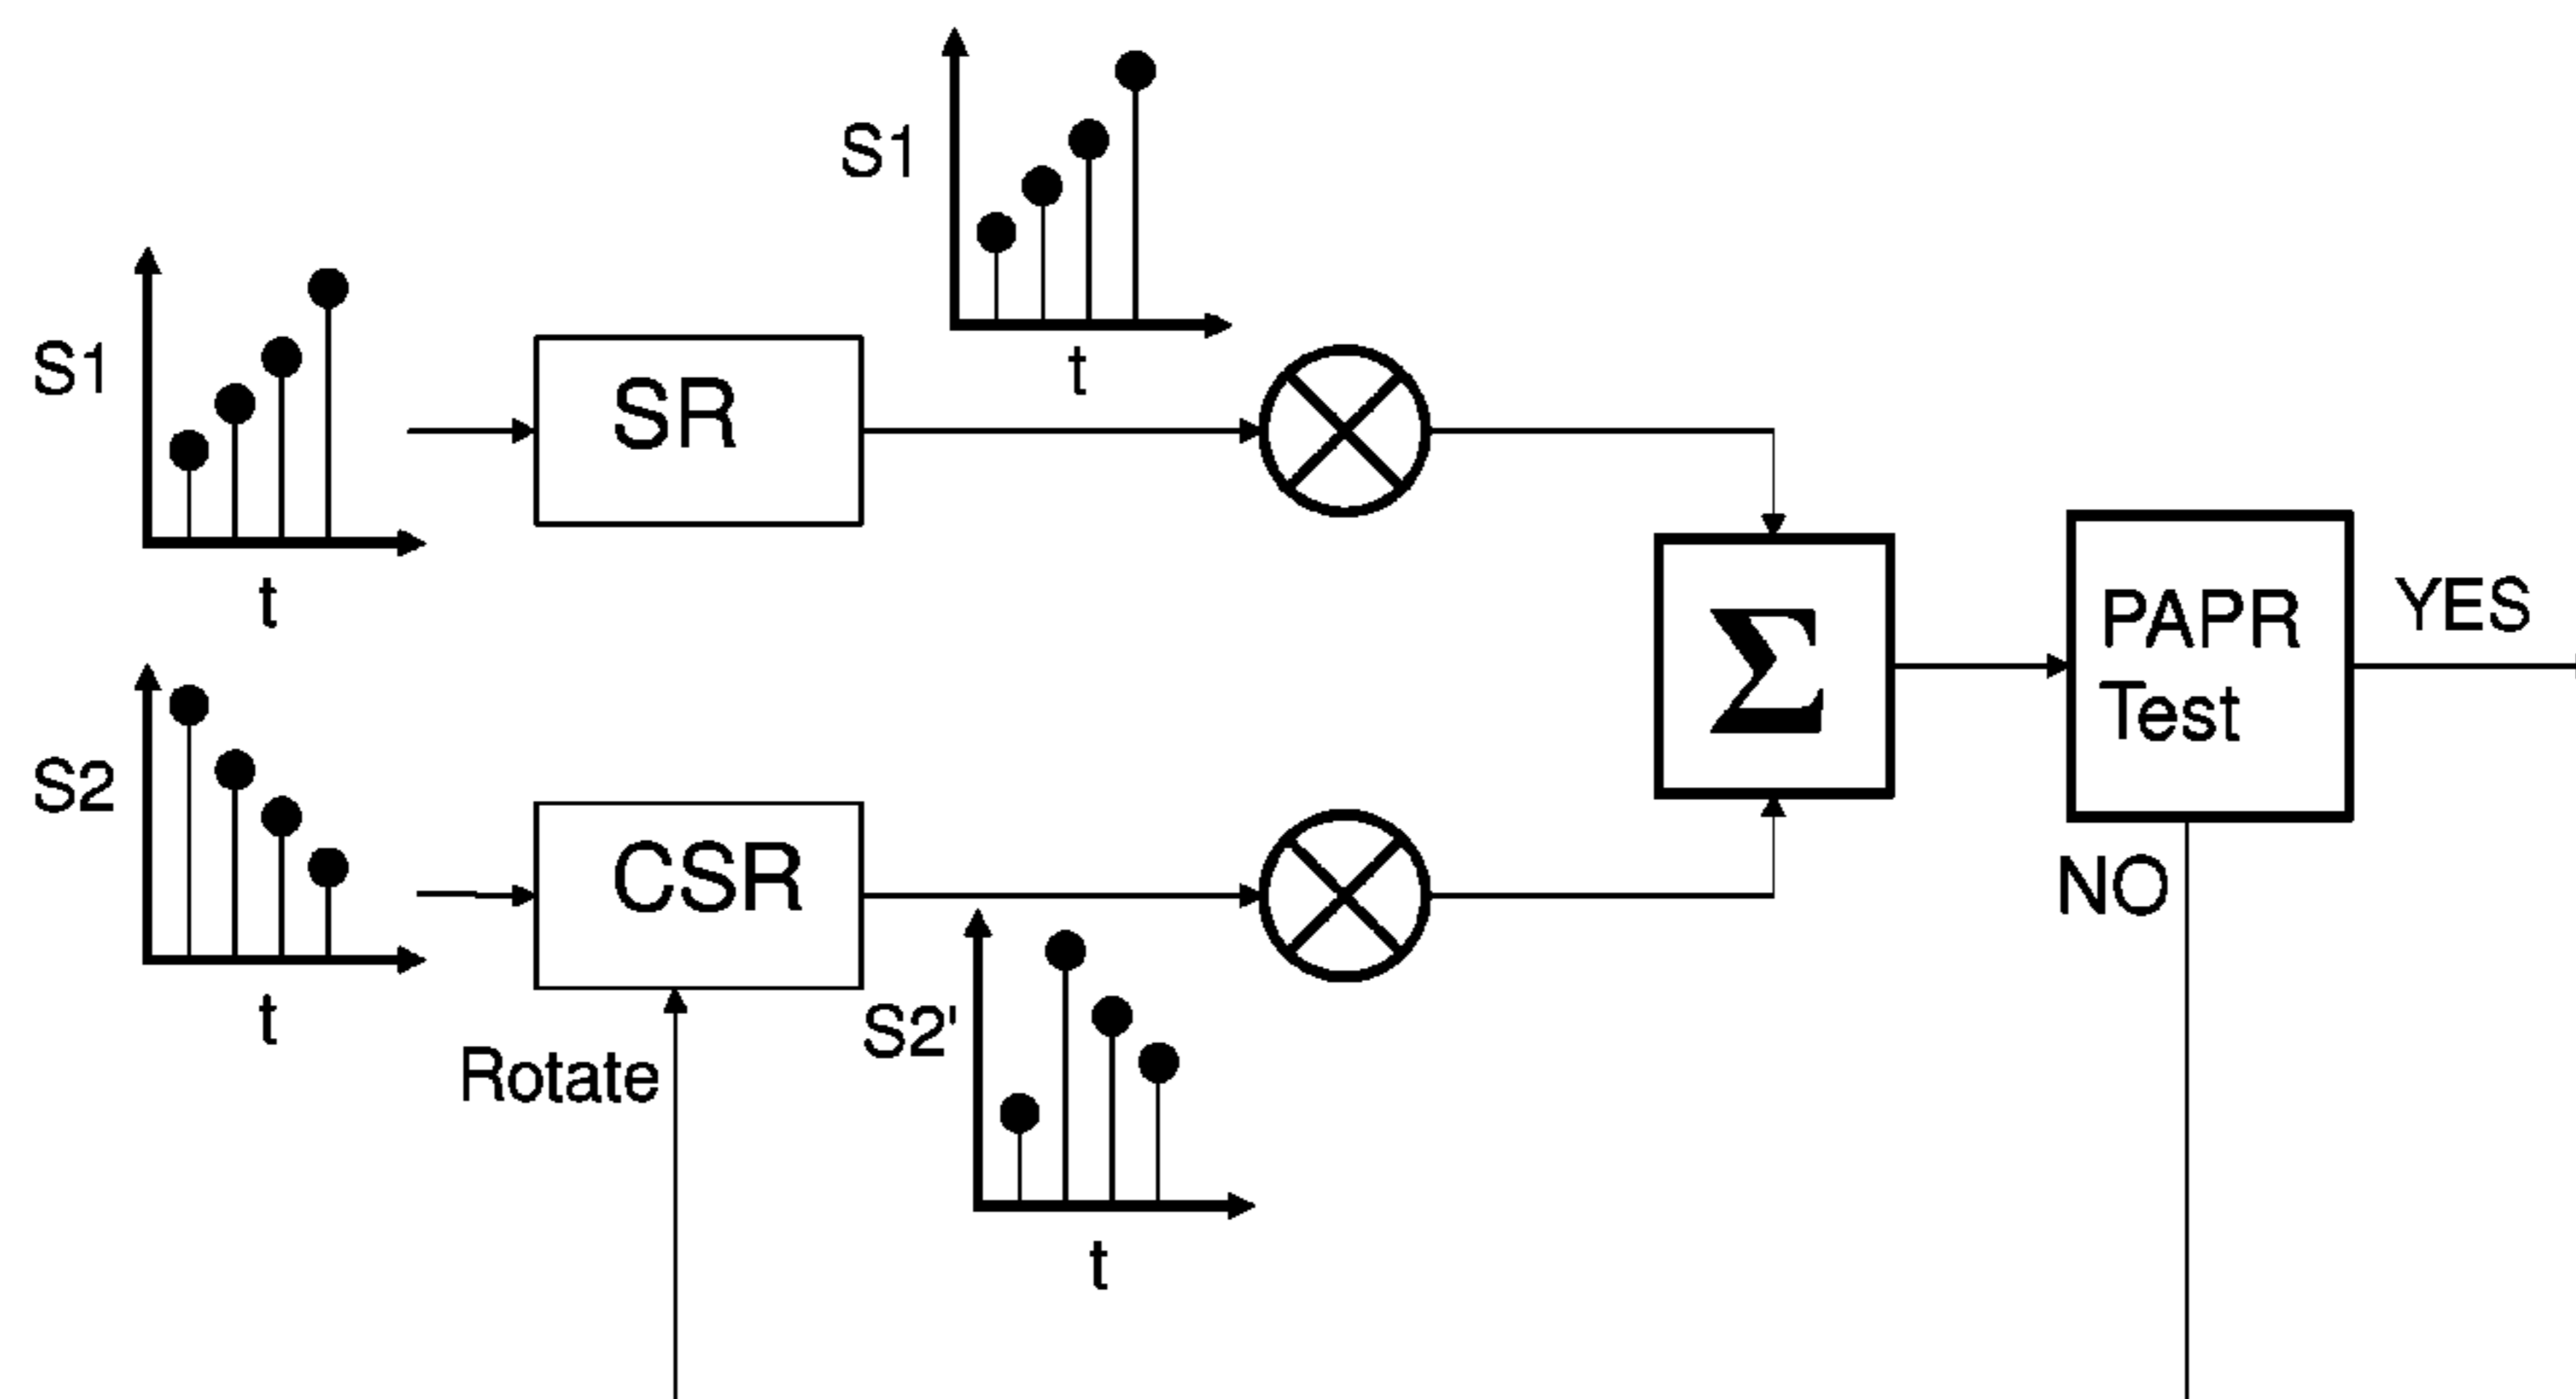 S1
t
S1
t
SR
S2
t
CSR
Rotate
S2'
t
Σ
PAPR
Test
YES
NO